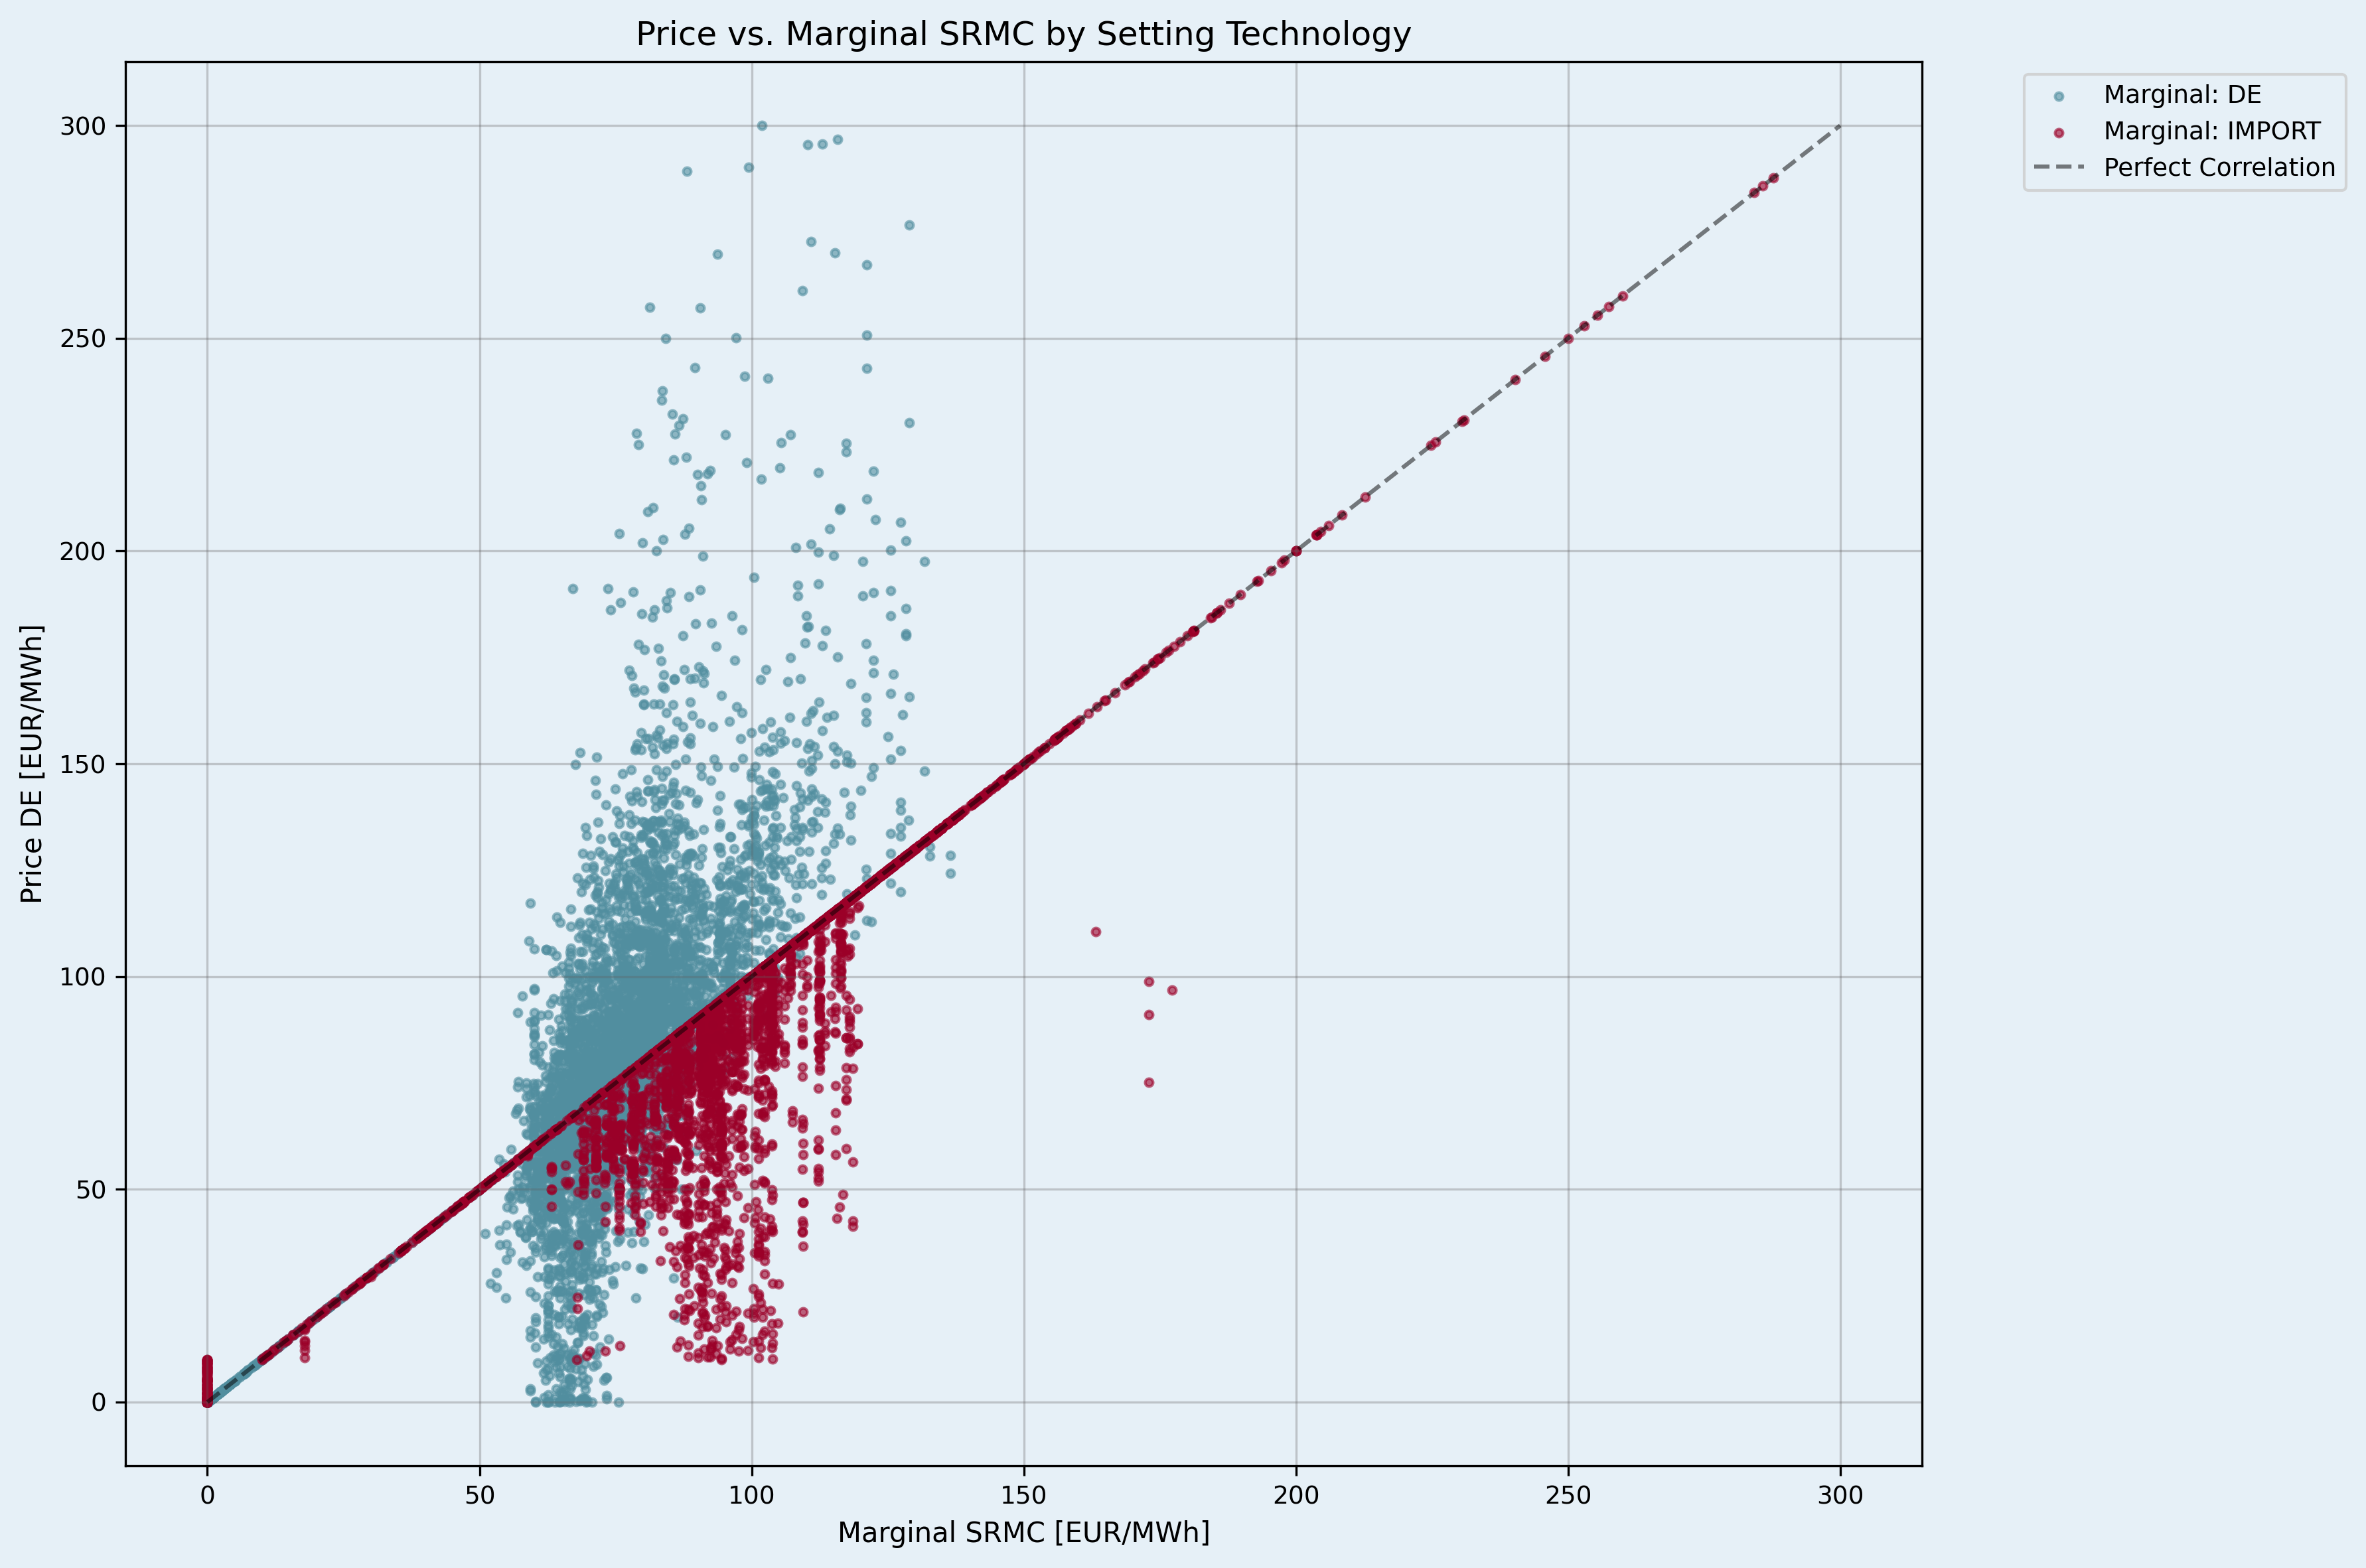 Price vs. Marginal SRMC by Setting Technology
Marginal: DE
Marginal: IMPORT
Perfect Correlation
Price DE [EUR/MWh]
300
250
200
150
100
50
0
0
50
100
150
200
250
300
Marginal SRMC [EUR/MWh]